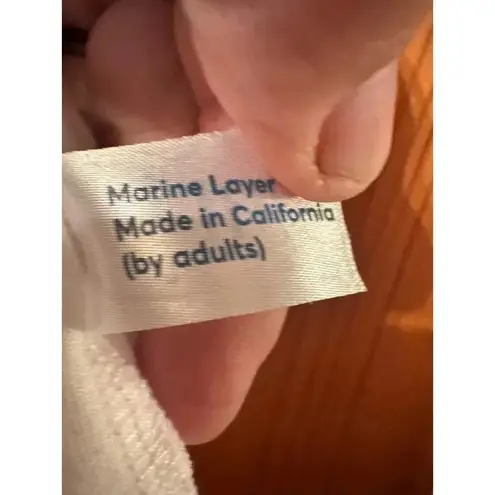 Marine Layer
Made in California
(by adults)